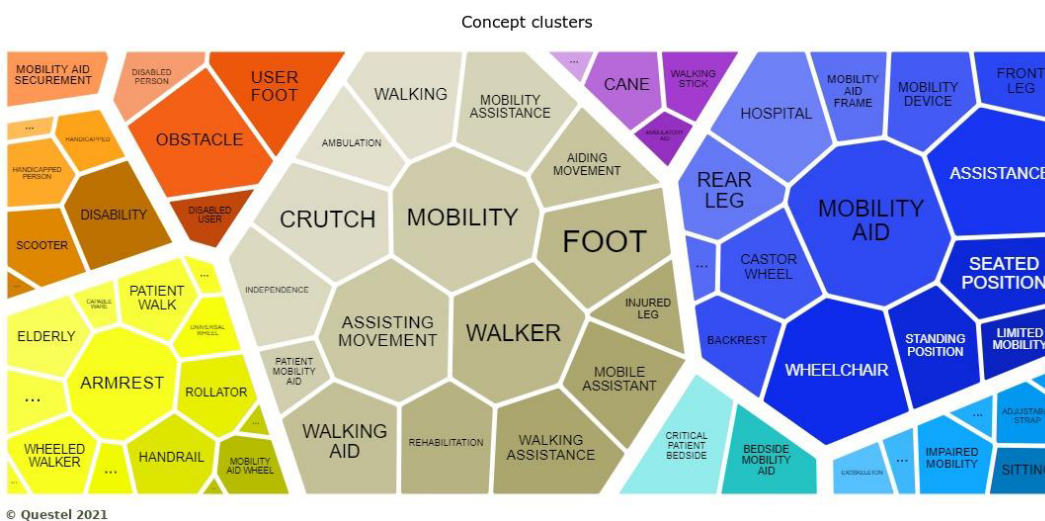 Concept clusters
MOBILITY AID
SECUREMENT
DISABLED
PERSON
USER
FOOT
OBSTACLE
DISABLED
USER
...
HANDICAPPED
HANDICAPPED
PERSON
DISABILITY
SCOOTER
...
WALKING
MOBILITY
ASSISTANCE
AMBULATION
AIDING
MOVEMENT
CRUTCH
MOBILITY
FOOT
INDEPENDENCE
ASSISTING
MOVEMENT
WALKER
INJURED
LEG
PATIENT
MOBILITY
AID
MOBILE
ASSISTANT
WALKING
AID
REHABILITATION
WALKING
ASSISTANCE
...
CANE
WALKING
STICK
AMBULATORY
AID
HOSPITAL
MOBILITY
AID
FRAME
MOBILITY
DEVICE
FRONT
LEG
REAR
LEG
MOBILITY
AID
ASSISTANCE
...
CASTOR
WHEEL
SEATED
POSITION
BACKREST
WHEELCHAIR
STANDING
POSITION
LIMITED
MOBILITY
...
PATIENT
WALK
ELDERLY
UNIVERSAL
WHEEL
ARMREST
ROLLATOR
...
...
WHEELED
WALKER
...
HANDRAIL
MOBILITY
AID WHEEL
...
CRITICAL
PATIENT
BEDSIDE
BEDSIDE
MOBILITY
AID
...
ADJUSTABLE
STRAP
EXOSKELETON
...
IMPAIRED
MOBILITY
SITTING
© Questel 2021